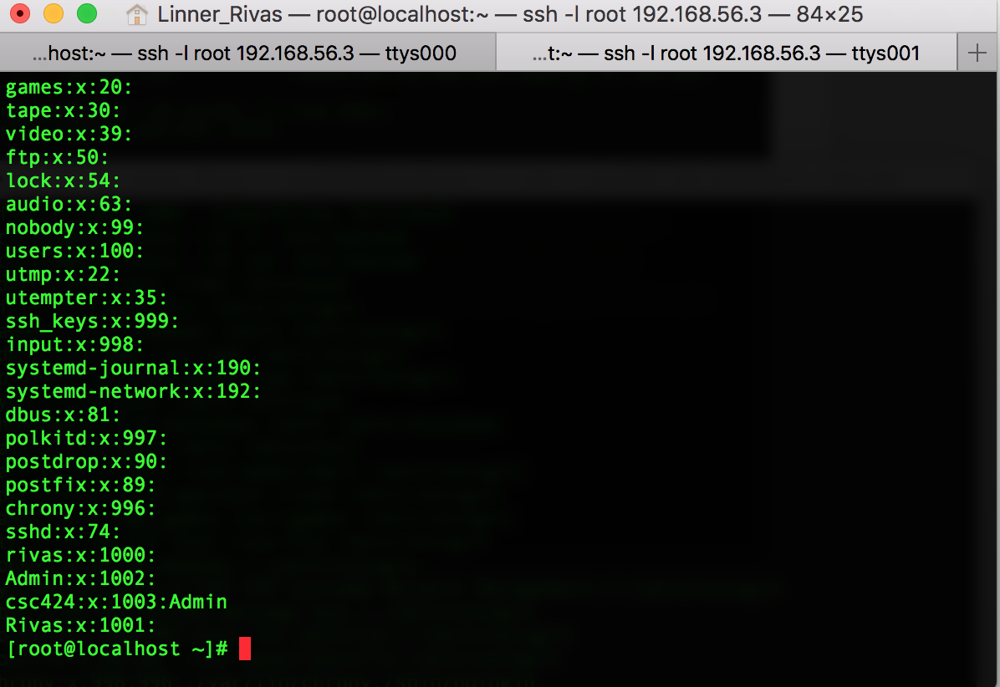 Linner_Rivas — root@localhost:~ — ssh -l root 192.168.56.3 — 84×25
...host:~ — ssh -l root 192.168.56.3 — ttys000
...t:~ — ssh -l root 192.168.56.3 — ttys001
games:x:20:
tape:x:30:
video:x:39:
ftp:x:50:
lock:x:54:
audio:x:63:
nobody:x:99:
users:x:100:
utmp:x:22:
utempter:x:35:
ssh_keys:x:999:
input:x:998:
systemd-journal:x:190:
systemd-network:x:192:
dbus:x:81:
polkitd:x:997:
postdrop:x:90:
postfix:x:89:
chrony:x:996:
sshd:x:74:
rivas:x:1000:
Admin:x:1002:
csc424:x:1003:Admin
Rivas:x:1001:
[root@localhost ~]#